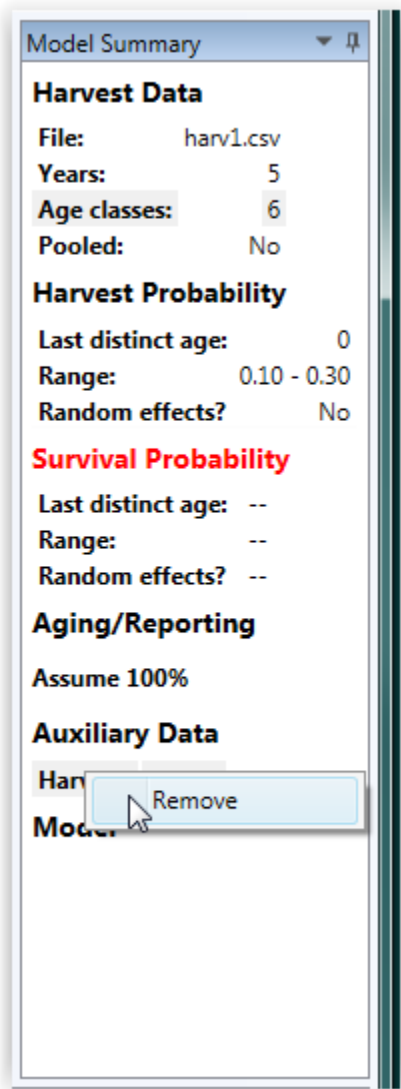 Model Summary
Harvest Data
File: harv1.csv
Years: 5
Age classes: 6
Pooled: No
Harvest Probability
Last distinct age: 0
Range: 0.10 - 0.30
Random effects? No
Survival Probability
Last distinct age: --
Range: --
Random effects? --
Aging/Reporting
Assume 100%
Auxiliary Data
Remove